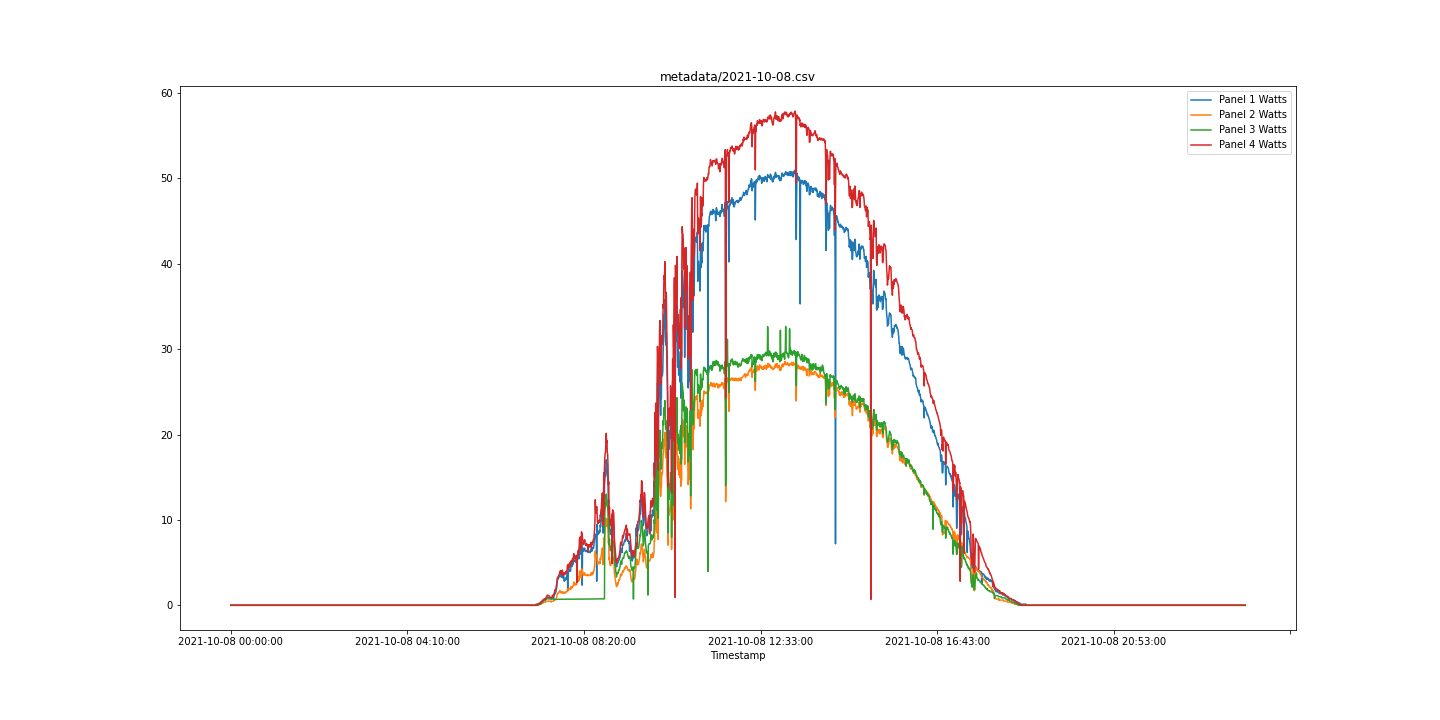 metadata/2021-10-08.csv
60
50
40
30
20
10
0
Panel 1 Watts
Panel 2 Watts
Panel 3 Watts
Panel 4 Watts
2021-10-08 00:00:00 2021-10-08 04:10:00 2021-10-08 08:20:00 2021-10-08 12:33:00 2021-10-08 16:43:00 2021-10-08 20:53:00
Timestamp